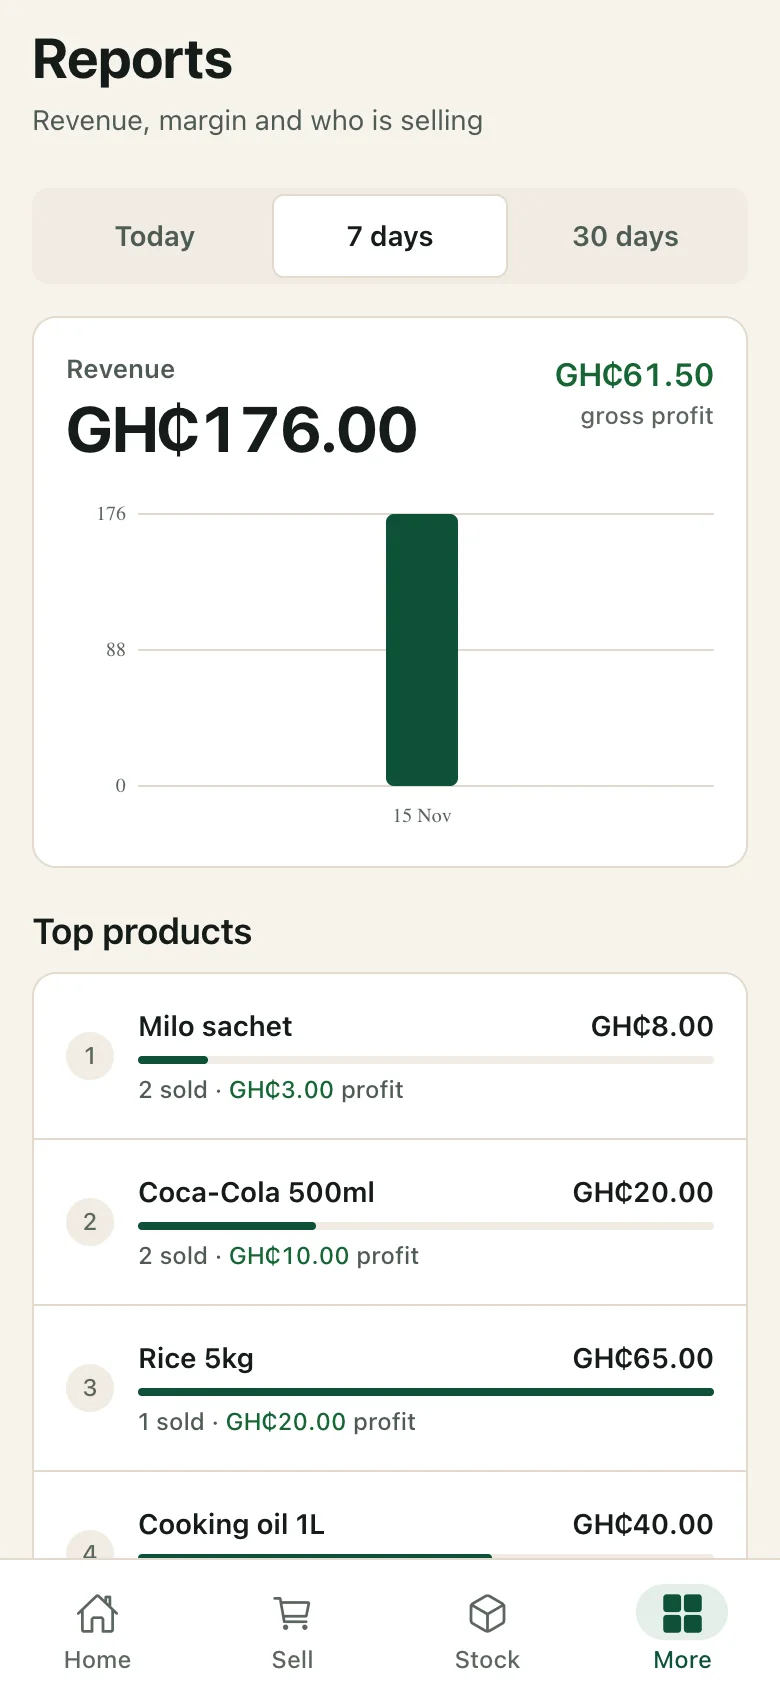 Reports
Revenue, margin and who is selling
Today
7 days
30 days
Revenue
GH₵176.00
GH₵61.50
gross profit
176
88
0
15 Nov
Top products
1
Milo sachet
GH₵8.00
2 sold · GH₵3.00 profit
2
Coca-Cola 500ml
GH₵20.00
2 sold · GH₵10.00 profit
3
Rice 5kg
GH₵65.00
1 sold · GH₵20.00 profit
4
Cooking oil 1L
GH₵40.00
Home
Sell
Stock
More